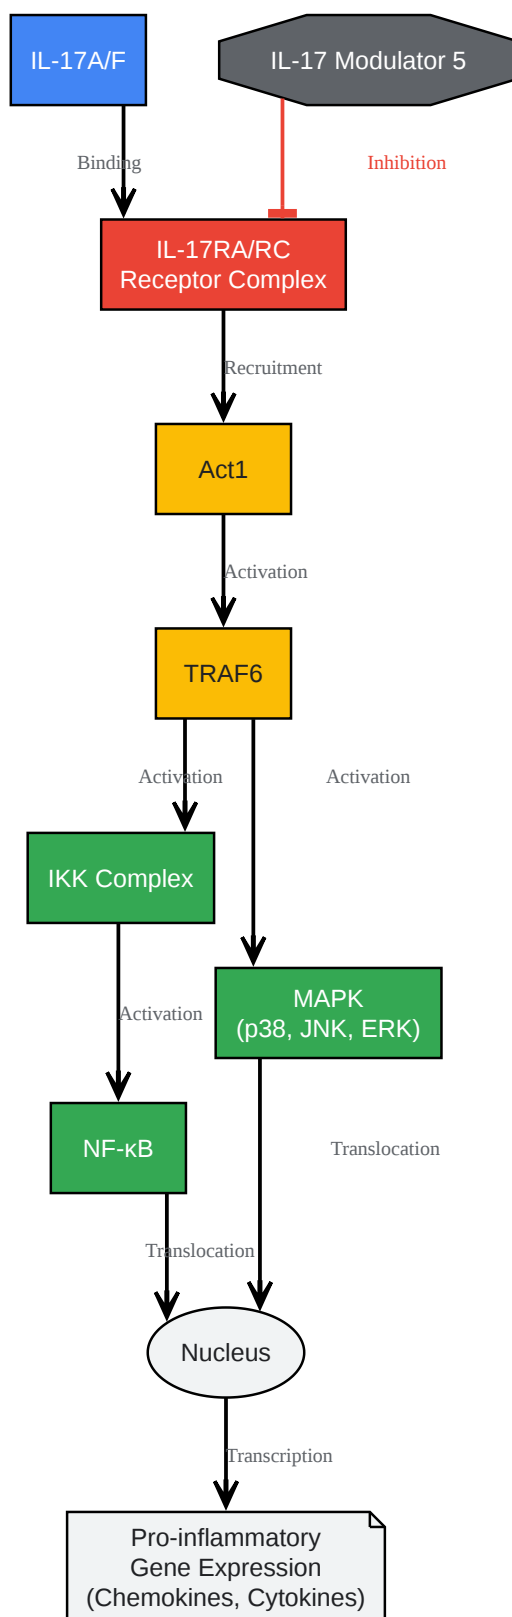 IL-17A/F
IL-17 Modulator 5
Binding
Inhibition
IL-17RA/RC
Receptor Complex
Recruitment
Act1
Activation
TRAF6
Activation
Activation
IKK Complex
MAPK
(p38, JNK, ERK)
Activation
NF-κB
Translocation
Translocation
Nucleus
Transcription
Pro-inflammatory
Gene Expression
(Chemokines, Cytokines)